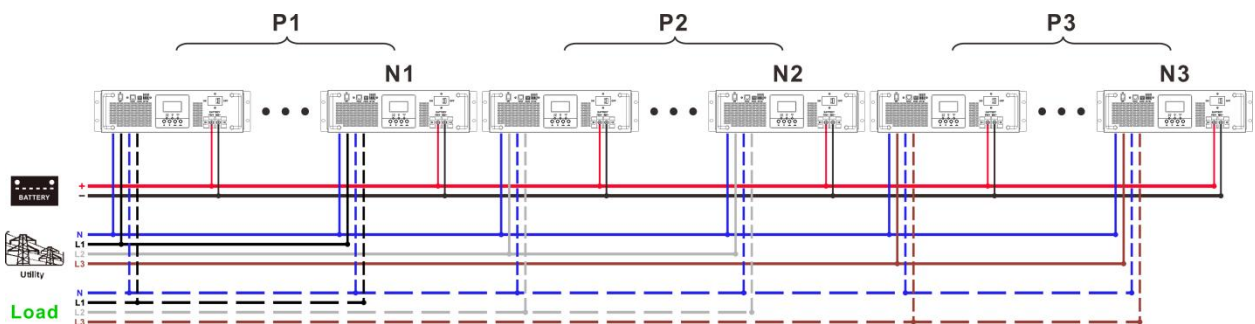 P1 P2 P3
N1 N2 N3
+
BATTERY
−
N
L1
L2
L3
Utility
N
L1
Load
L2
L3